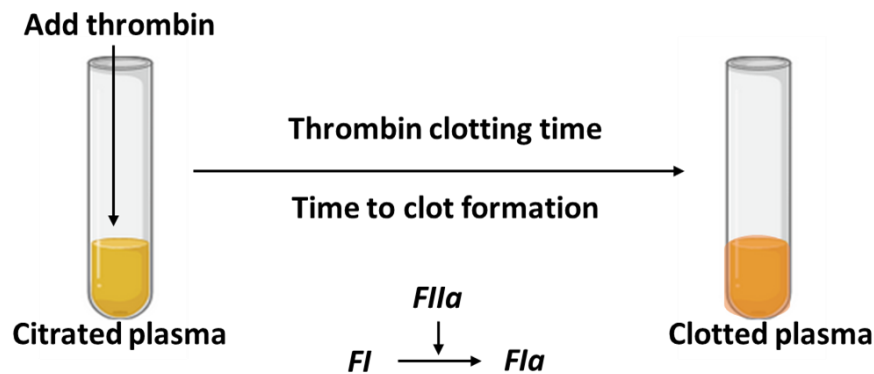 Add thrombin
Thrombin clotting time
Time to clot formation
Citrated plasma
FIIa
FI
FIa
Clotted plasma